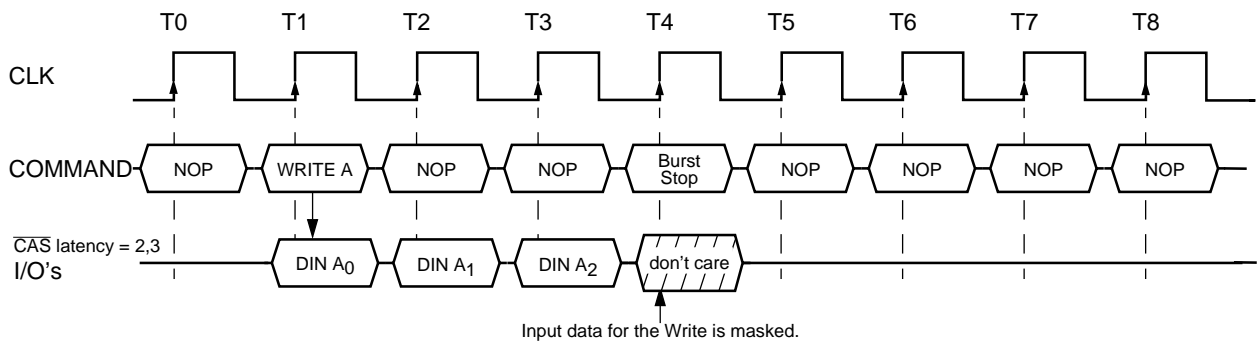 T0 T1 T2 T3 T4 T5 T6 T7 T8
CLK
COMMAND NOP WRITE A NOP NOP Burst Stop NOP NOP NOP NOP
CAS latency = 2,3
I/O's DIN A0 DIN A1 DIN A2 don't care
Input data for the Write is masked.